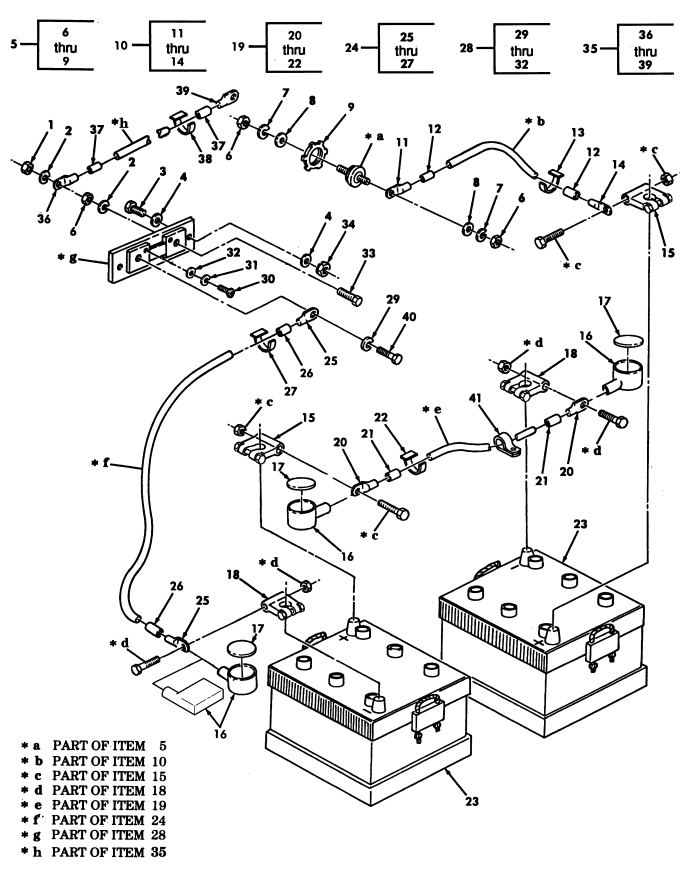 5 6 thru 9
10 11 thru 14
19 20 thru 22
24 25 thru 27
28 29 thru 32
35 36 thru 39
39
7
8
9
*h
37
38
37
6
*a
11
12
*b
13
12
14
*c
1
2
36
6
2
3
4
*g
32
31
30
4
34
33
8
7
6
*c
15
29
40
25
26
27
17
16
*d
18
*c
15
22
*e
41
20
21
17
20
21
*d
*f
*c
16
23
26
25
*d
18
*d
17
16
23
* a PART OF ITEM 5
* b PART OF ITEM 10
* c PART OF ITEM 15
* d PART OF ITEM 18
* e PART OF ITEM 19
* f PART OF ITEM 24
* g PART OF ITEM 28
* h PART OF ITEM 35